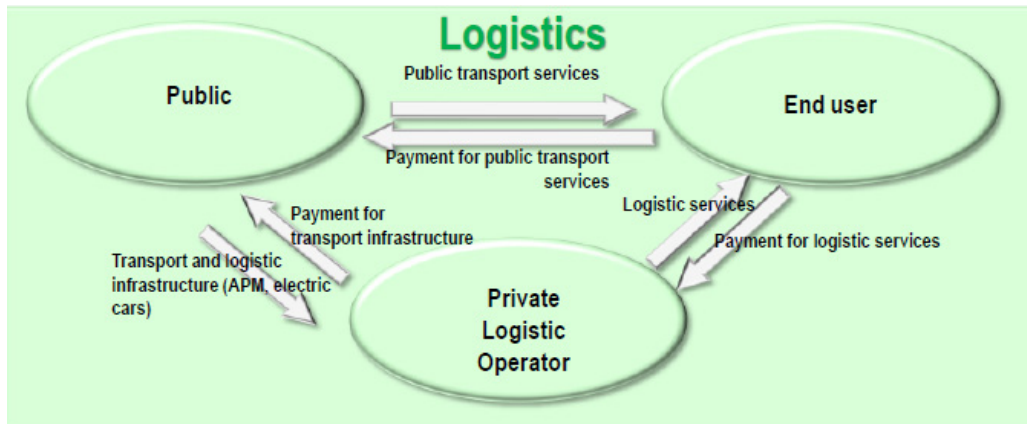 Logistics
Public transport services
Public
End user
Payment for public transport
services
Logistic services
Payment for
transport infrastructure
Payment for logistic services
Transport and logistic
infrastructure (APM, electric
cars)
Private
Logistic
Operator